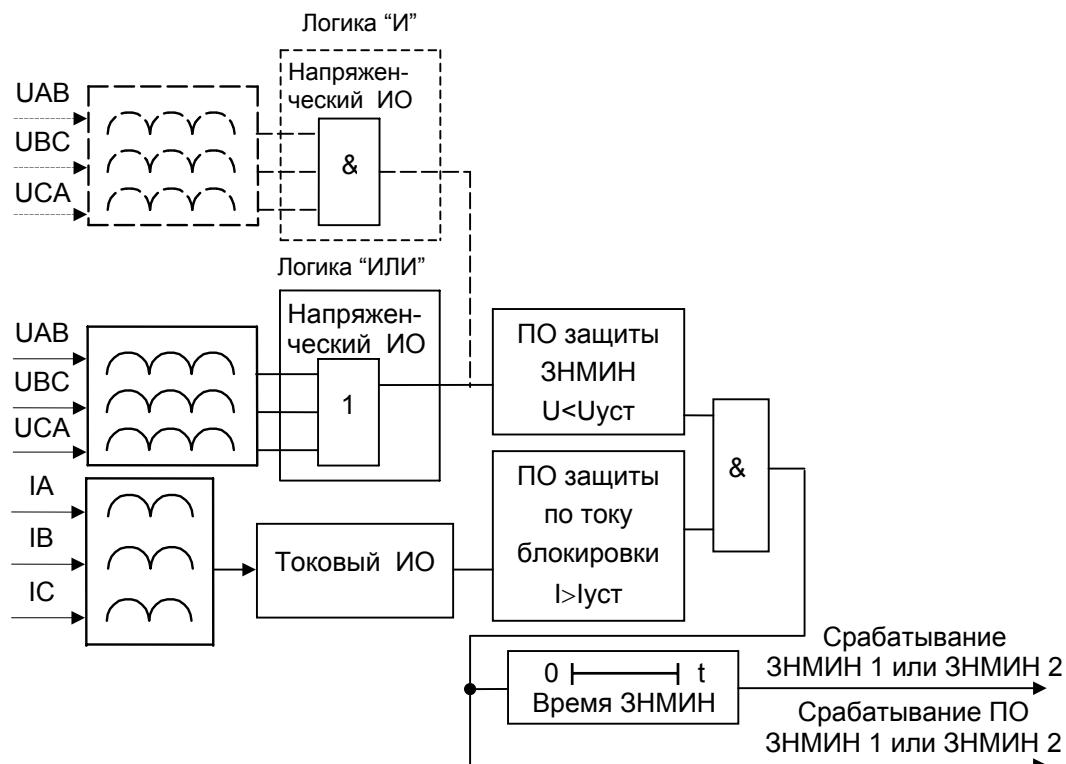 Логика “И”
Напряжен-
ческий ИО
UAB
UBC
UCA
&
Логика “ИЛИ”
Напряжен-
ческий ИО
UAB
UBC
UCA
1
ПО защиты
ЗНМИН
U<Uуст
&
IA
IB
IC
Токовый ИО
ПО защиты
по току
блокировки
I>Iуст
0 t
Время ЗНМИН
Срабатывание
ЗНМИН 1 или ЗНМИН 2
Срабатывание ПО
ЗНМИН 1 или ЗНМИН 2